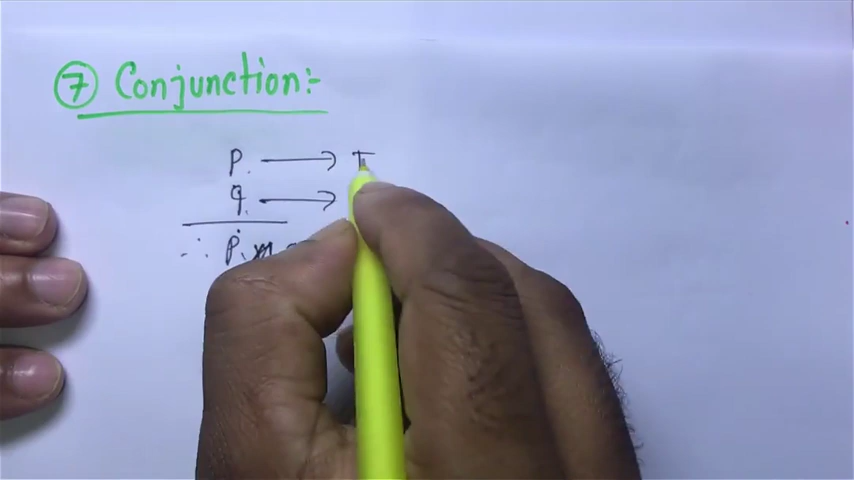 ⑦ Conjunction:-
p → T
q →
∴ p ∧